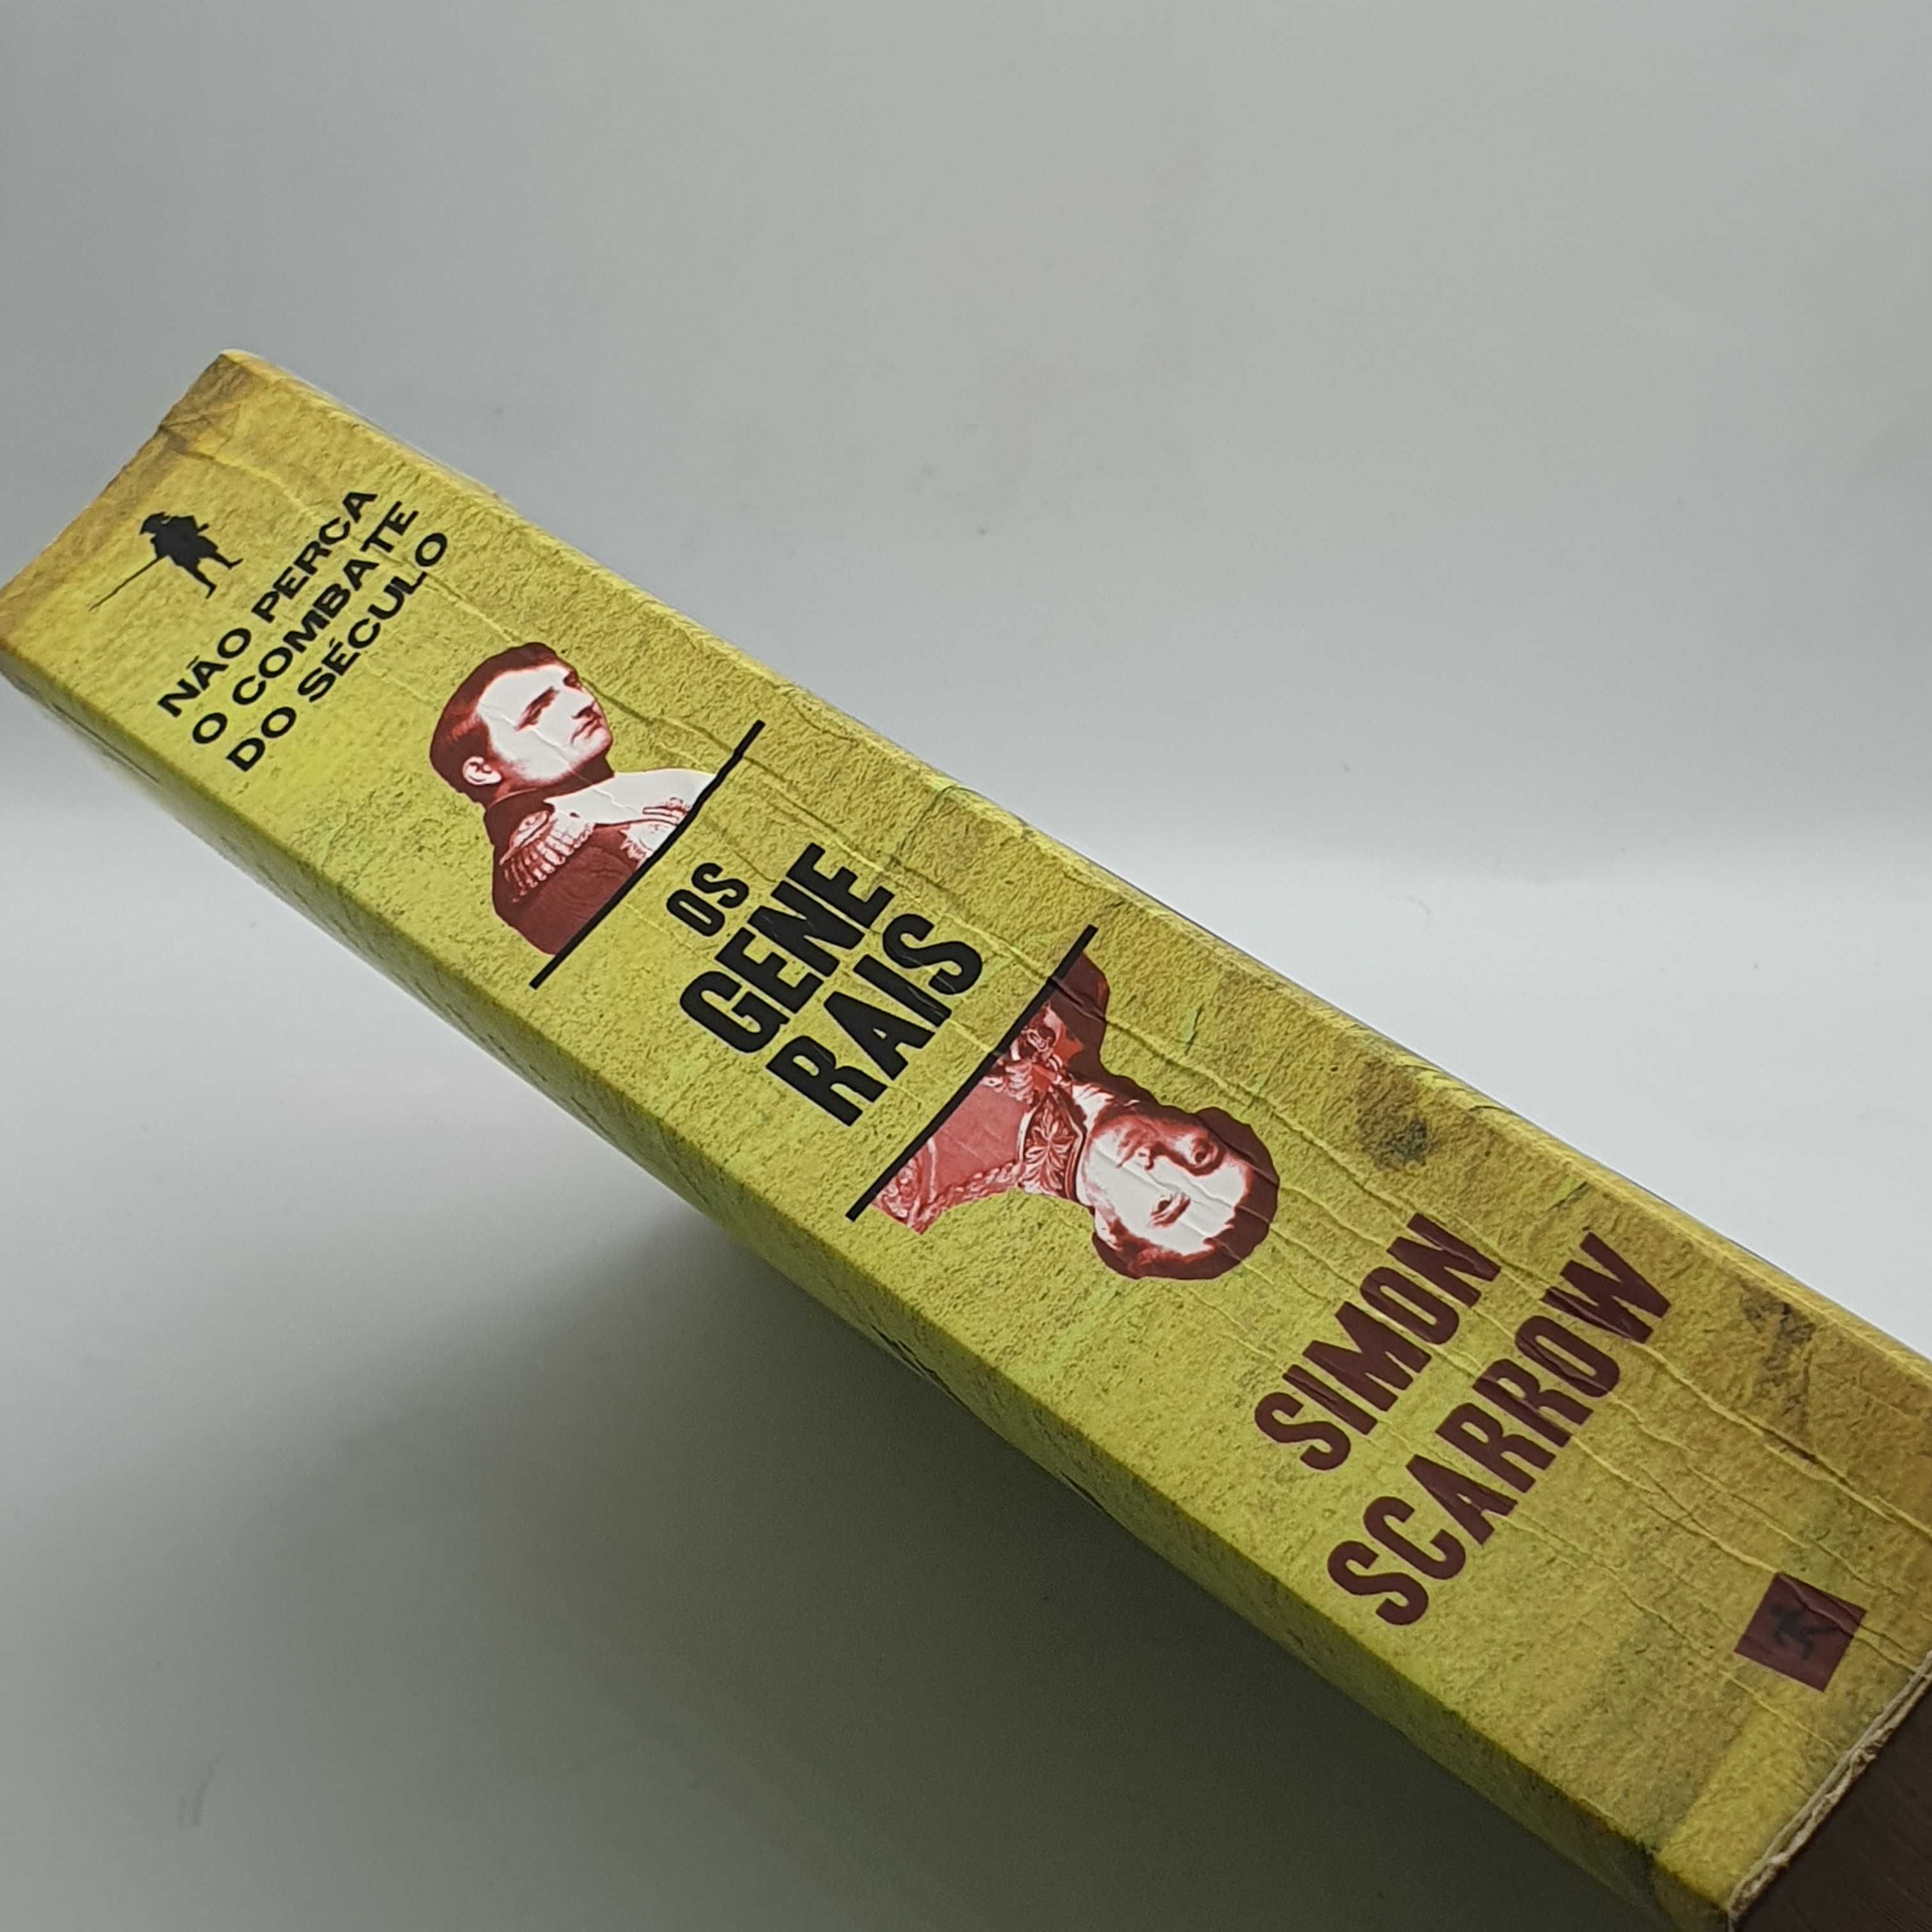 NÃO PERCA
O COMBATE
DO SÉCULO
OS
GENE
RAIS
SIMON
SCARROW